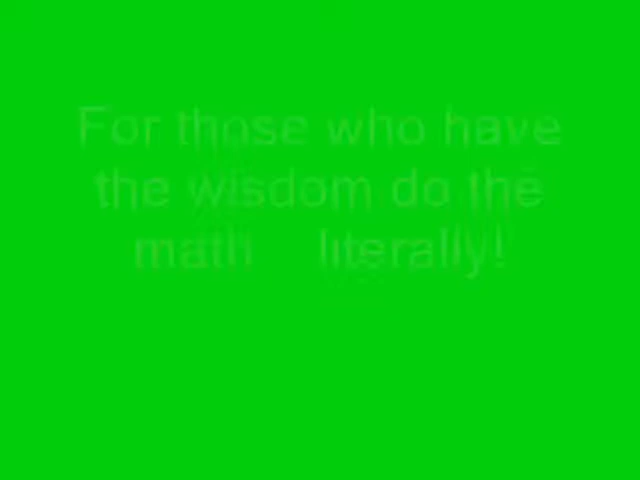 For those who have
the wisdom do the
math literally!